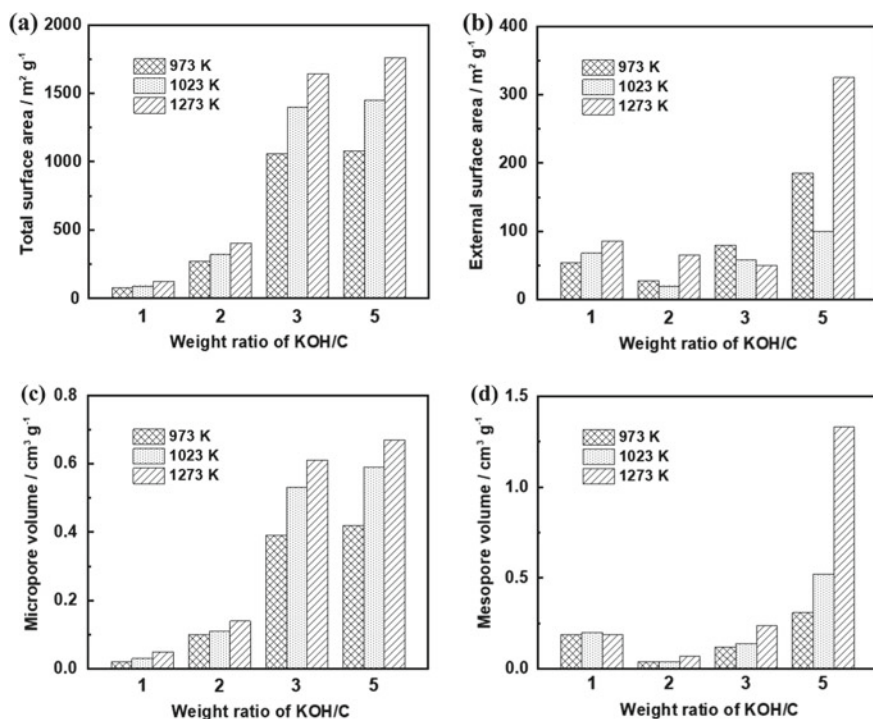 (a)
2000
1500
1000
500
0
Total surface area / m² g⁻¹
973 K
1023 K
1273 K
1 2 3 5
Weight ratio of KOH/C
(b)
400
300
200
100
0
External surface area / m² g⁻¹
973 K
1023 K
1273 K
1 2 3 5
Weight ratio of KOH/C
(c)
0.8
0.6
0.4
0.2
0.0
Micropore volume / cm³ g⁻¹
973 K
1023 K
1273 K
1 2 3 5
Weight ratio of KOH/C
(d)
1.5
1.0
0.5
0.0
Mesopore volume / cm³ g⁻¹
973 K
1023 K
1273 K
1 2 3 5
Weight ratio of KOH/C